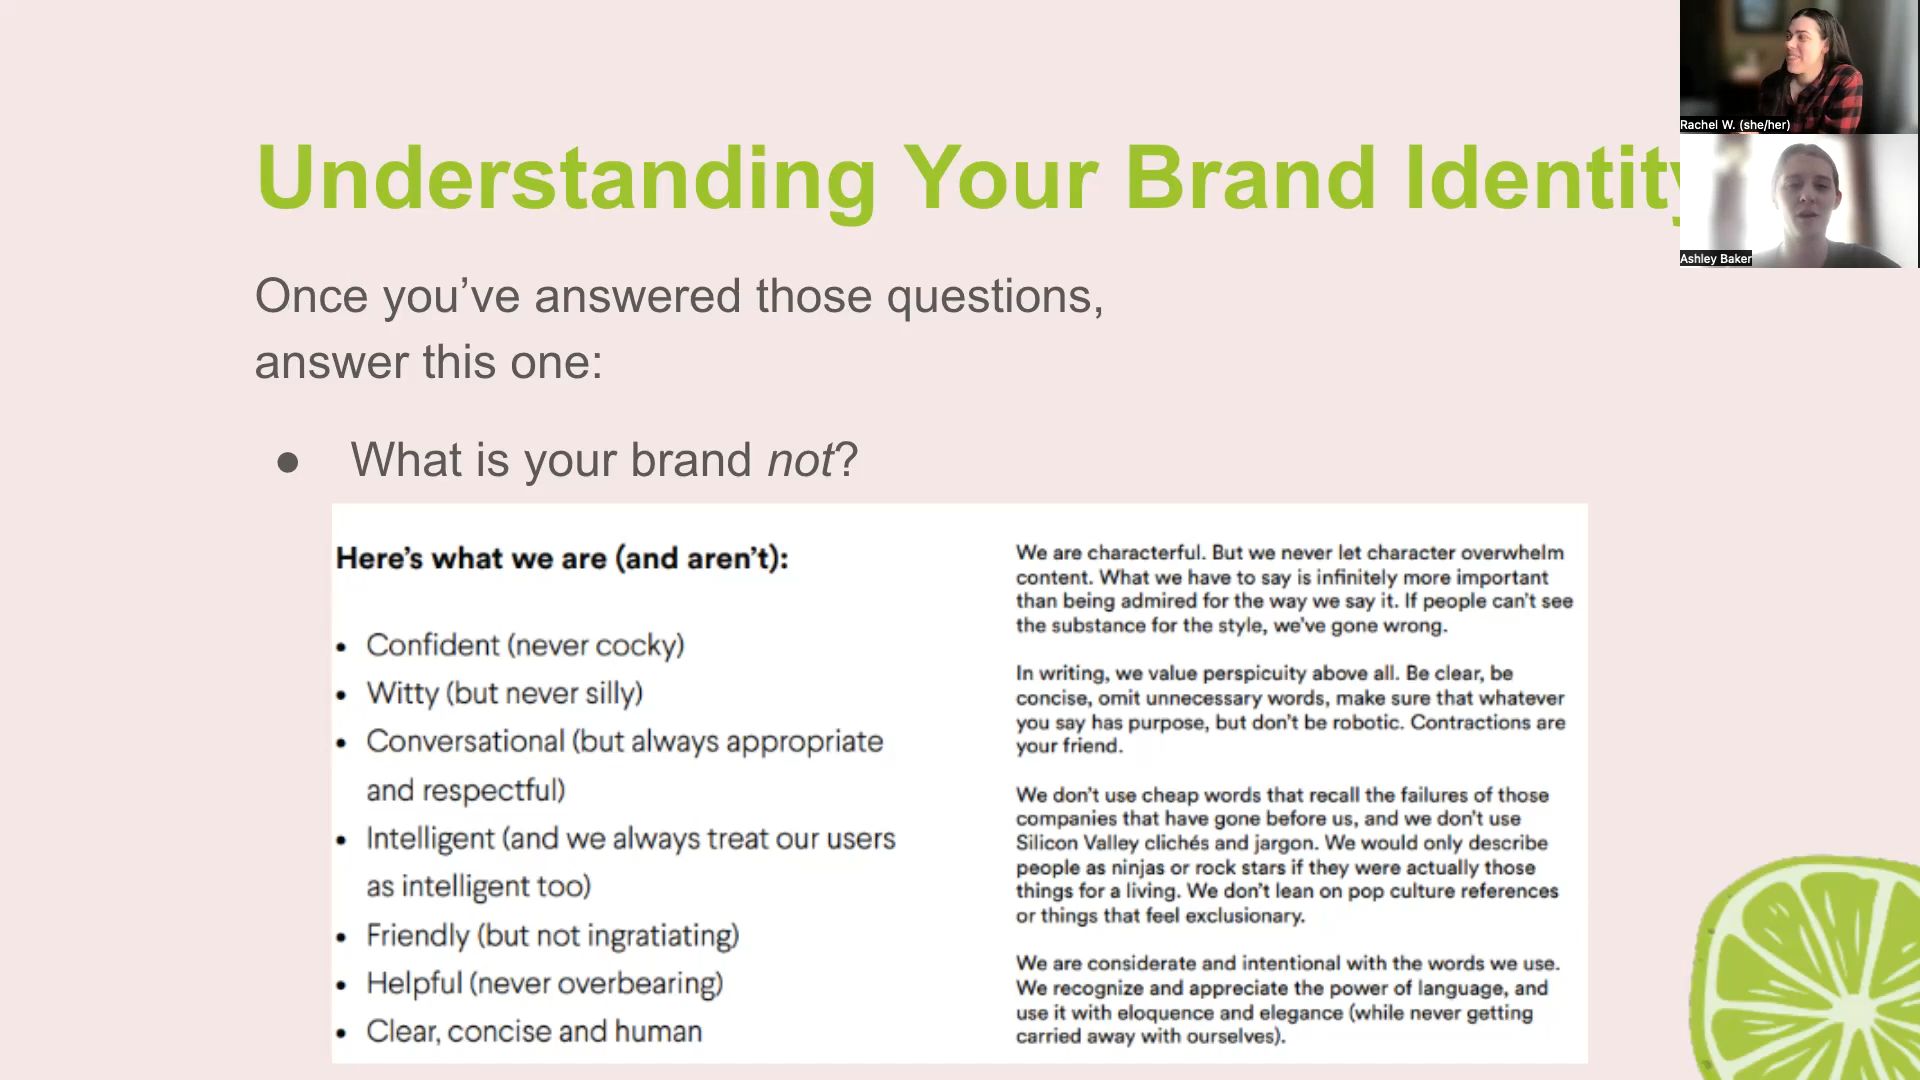 Understanding Your Brand Identity
Once you’ve answered those questions,
answer this one:
● What is your brand not?
Here’s what we are (and aren’t):
• Confident (never cocky)
• Witty (but never silly)
• Conversational (but always appropriate
and respectful)
• Intelligent (and we always treat our users
as intelligent too)
• Friendly (but not ingratiating)
• Helpful (never overbearing)
• Clear, concise and human
We are characterful. But we never let character overwhelm
content. What we have to say is infinitely more important
than being admired for the way we say it. If people can’t see
the substance for the style, we’ve gone wrong.
In writing, we value perspicuity above all. Be clear, be
concise, omit unnecessary words, make sure that whatever
you say has purpose, but don’t be robotic. Contractions are
your friend.
We don’t use cheap words that recall the failures of those
companies that have gone before us, and we don’t use
Silicon Valley clichés and jargon. We would only describe
people as ninjas or rock stars if they were actually those
things for a living. We don’t lean on pop culture references
or things that feel exclusionary.
We are considerate and intentional with the words we use.
We recognize and appreciate the power of language, and
use it with eloquence and elegance (while never getting
carried away with ourselves).
Rachel W. (she/her)
Ashley Baker